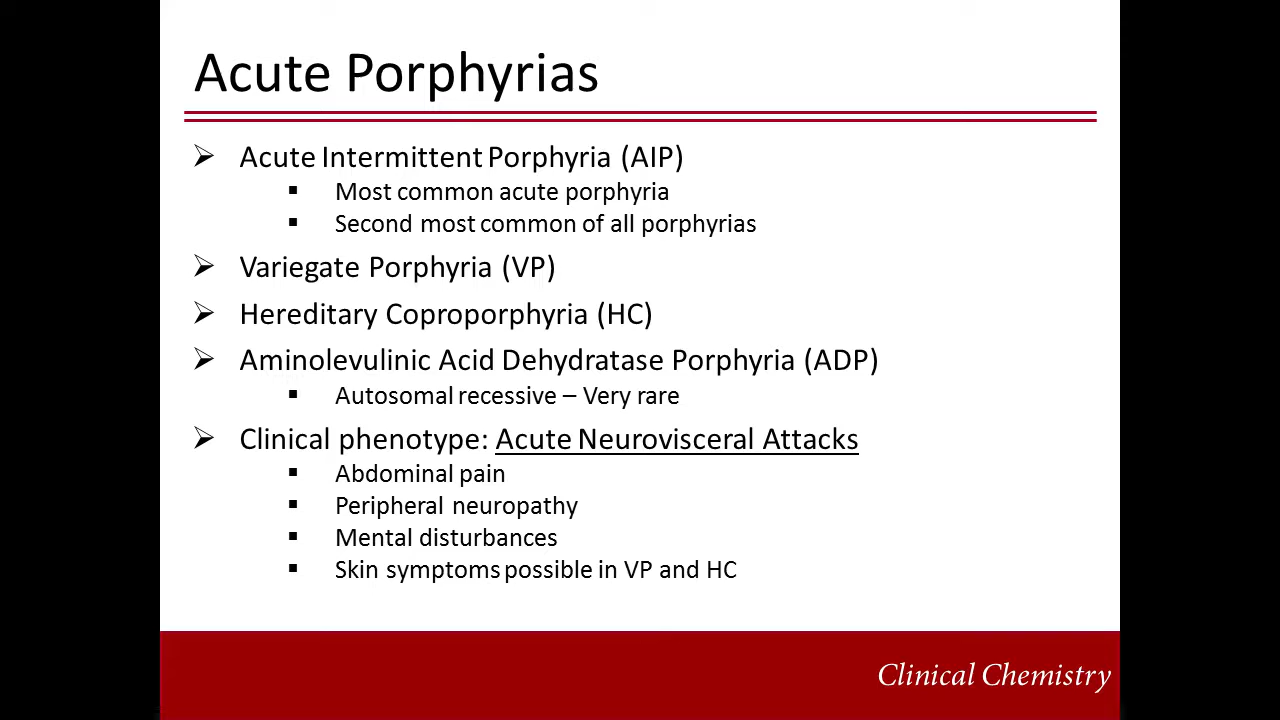 Acute Porphyrias
➢ Acute Intermittent Porphyria (AIP)
▪ Most common acute porphyria
▪ Second most common of all porphyrias
➢ Variegate Porphyria (VP)
➢ Hereditary Coproporphyria (HC)
➢ Aminolevulinic Acid Dehydratase Porphyria (ADP)
▪ Autosomal recessive – Very rare
➢ Clinical phenotype: Acute Neurovisceral Attacks
▪ Abdominal pain
▪ Peripheral neuropathy
▪ Mental disturbances
▪ Skin symptoms possible in VP and HC
Clinical Chemistry